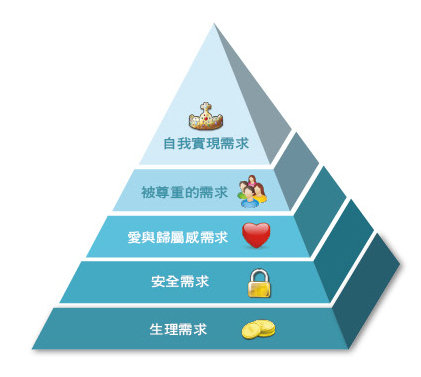 自我實現需求
被尊重的需求
愛與歸屬感需求
安全需求
生理需求